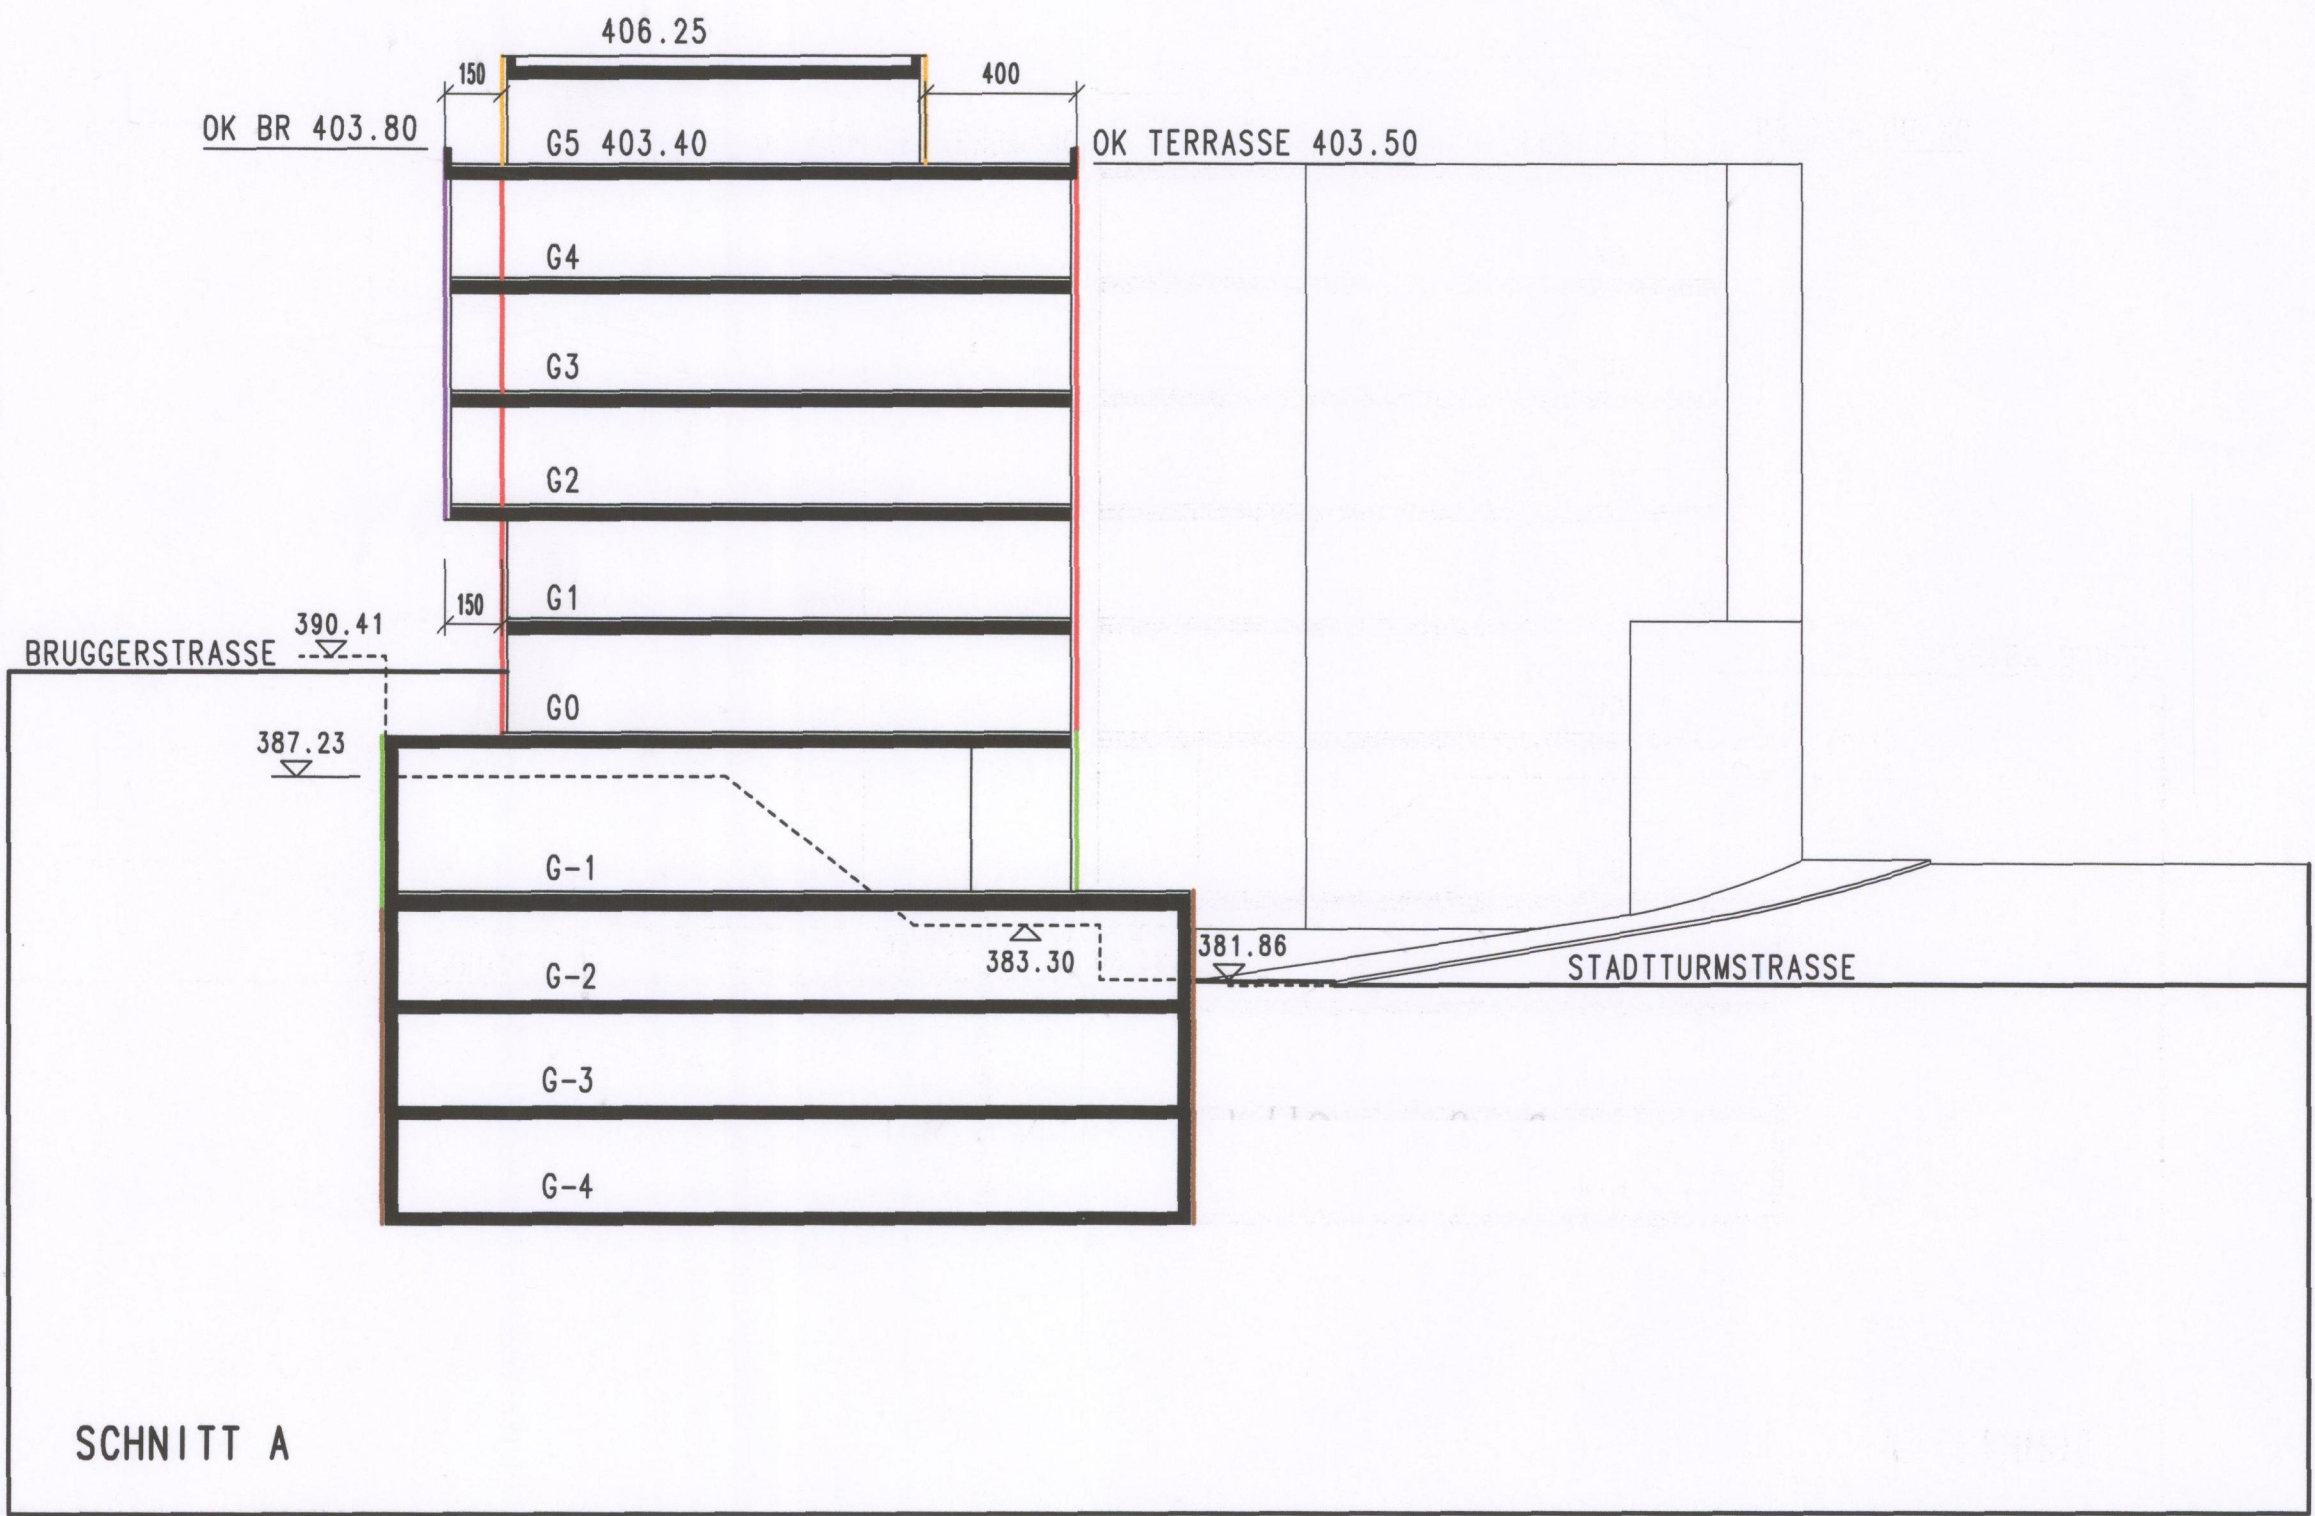 406.25
150
400
OK BR 403.80
G5 403.40
OK TERRASSE 403.50
G4
G3
G2
G1
150
390.41
BRUGGERSTRASSE
G0
387.23
G-1
383.30
381.86
STADTTURMSTRASSE
G-2
G-3
G-4
SCHNITT A